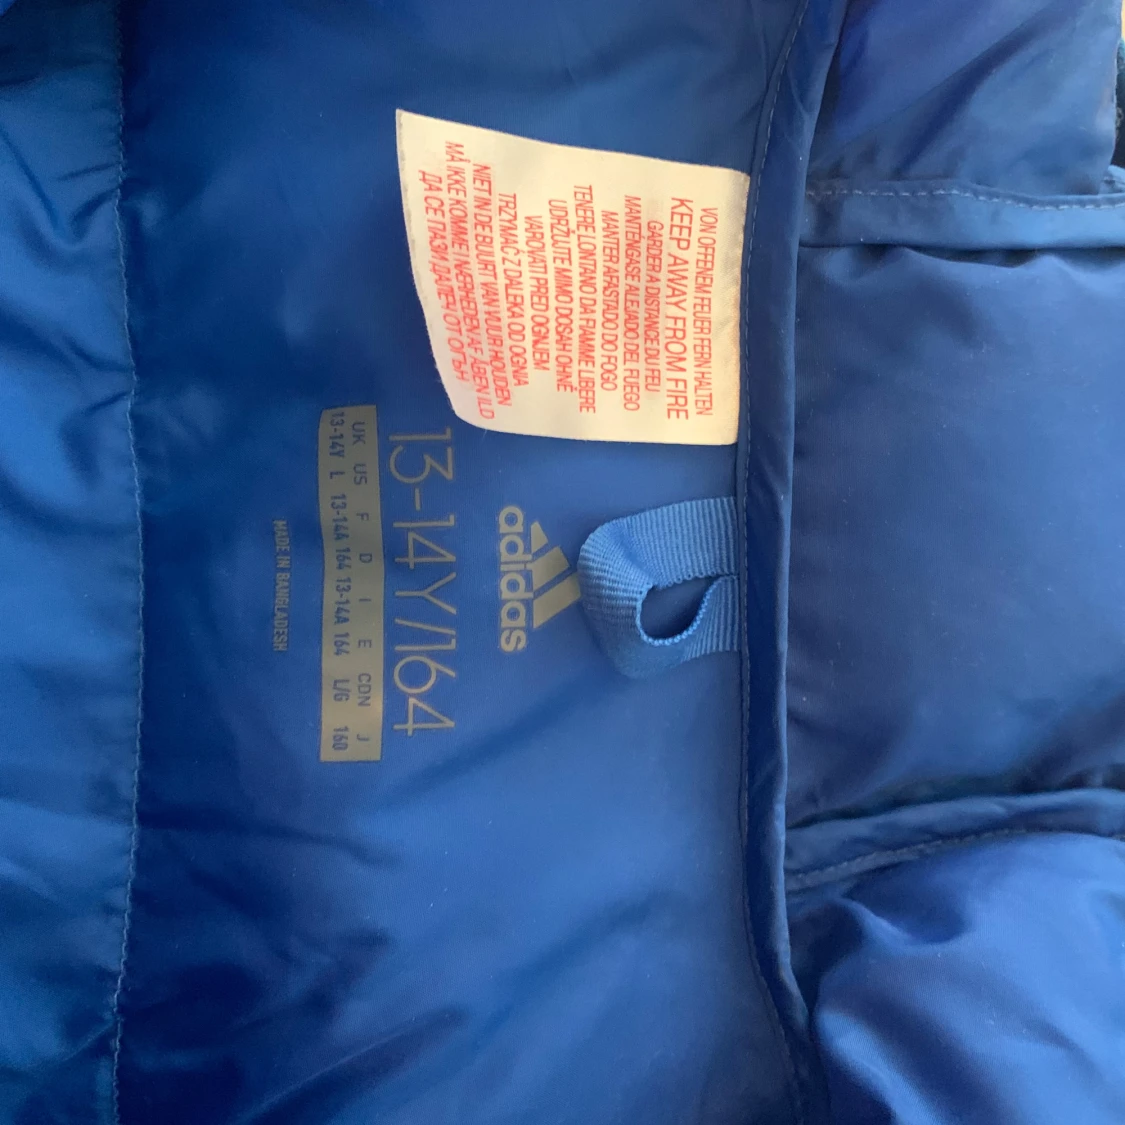 VON OFFENEM FEUER FERN HALTEN
KEEP AWAY FROM FIRE
GARDER A DISTANCE DU FEU
MANTENGASE ALEJADO DEL FUEGO
MANTER AFASTADO DO FOGO
TENERE LONTANO DA FIAMME LIBERE
UDRŽUJTE MIMO DOSAH OHNĚ
VAROVATI PRED OGNJEM
TRZYMAĆ Z DALEKA OD OGNIA
NIET IN DE BUURT VAN VUUR HOUDEN
MÅ IKKE KOMME I NÆRHEDEN AF ÅBEN ILD
ДА СЕ ПАЗИ ДАЛЕЧ ОТ ОГЪН
adidas
13-14Y/164
UK US F D I E CDN J
13-14Y L 13-14A 164 13-14A 164 L/G 160
MADE IN BANGLADESH